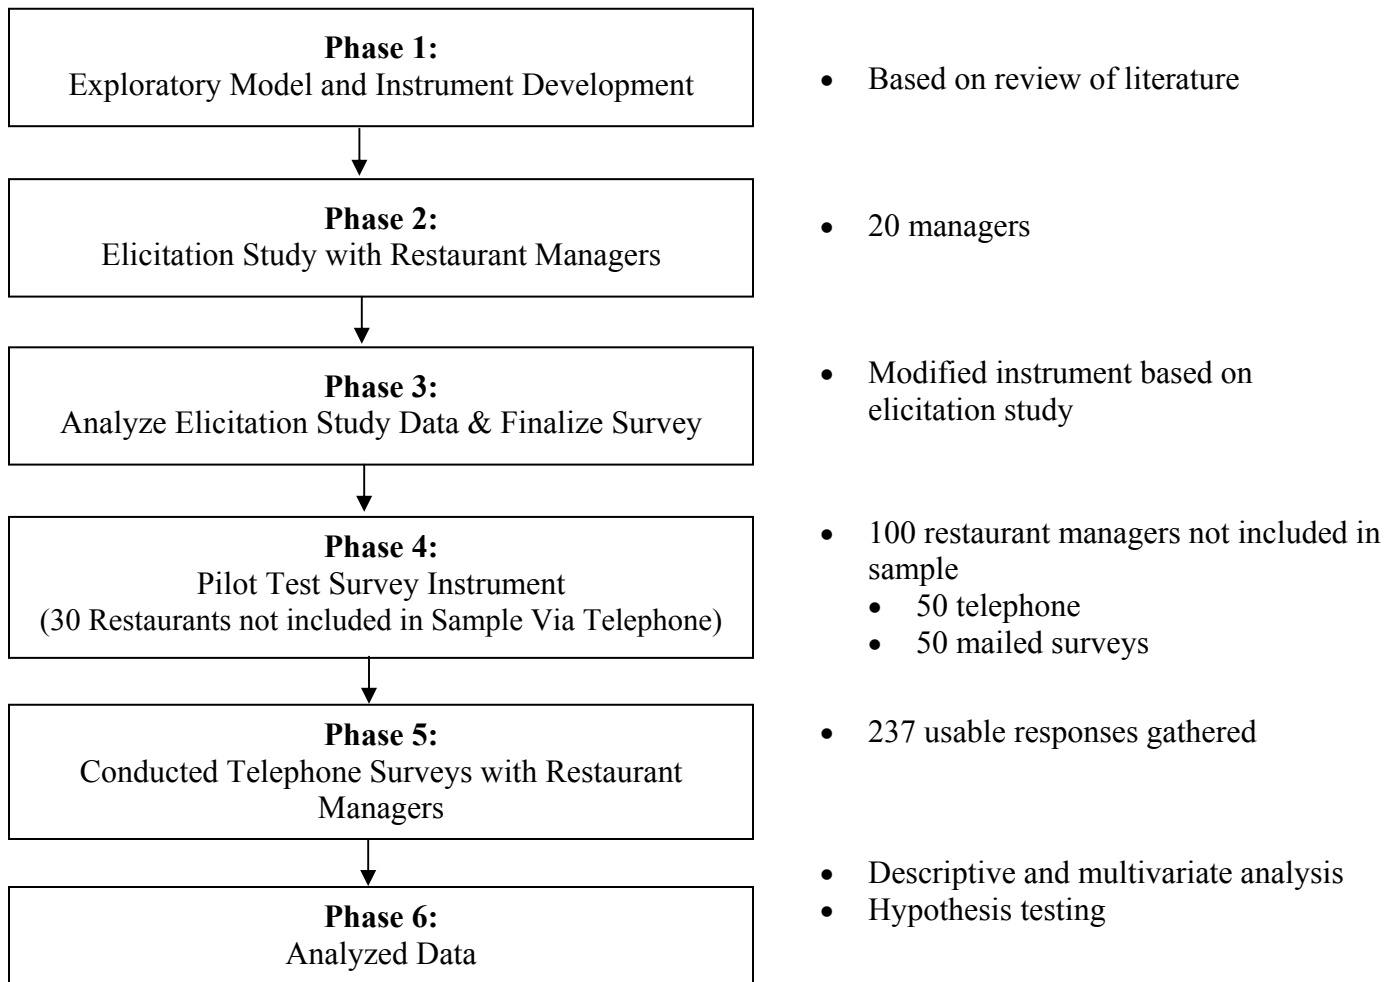 Phase 1:
Exploratory Model and Instrument Development
• Based on review of literature
Phase 2:
Elicitation Study with Restaurant Managers
• 20 managers
Phase 3:
Analyze Elicitation Study Data & Finalize Survey
• Modified instrument based on
elicitation study
Phase 4:
Pilot Test Survey Instrument
(30 Restaurants not included in Sample Via Telephone)
• 100 restaurant managers not included in
sample
• 50 telephone
• 50 mailed surveys
Phase 5:
Conducted Telephone Surveys with Restaurant
Managers
• 237 usable responses gathered
Phase 6:
Analyzed Data
• Descriptive and multivariate analysis
• Hypothesis testing